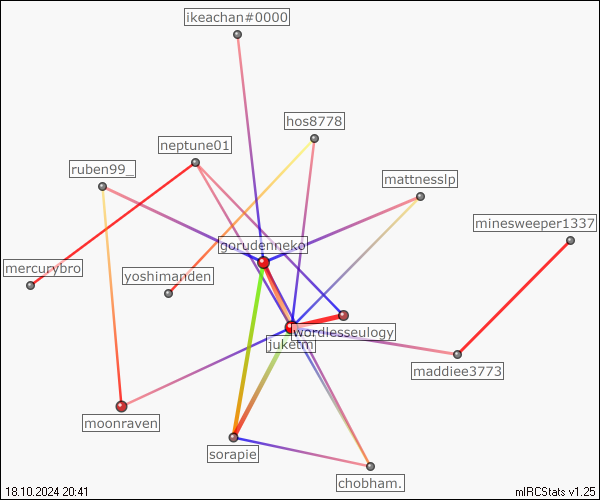 ikeachan#0000
hos8778
neptune01
ruben99_
mattnesslp
minesweeper1337
gorudenneko
mercurybro
yoshimanden
wordlesseulogy
juketm
maddiee3773
moonraven
sorapie
chobham.
18.10.2024 20:41
mIRCStats v1.25